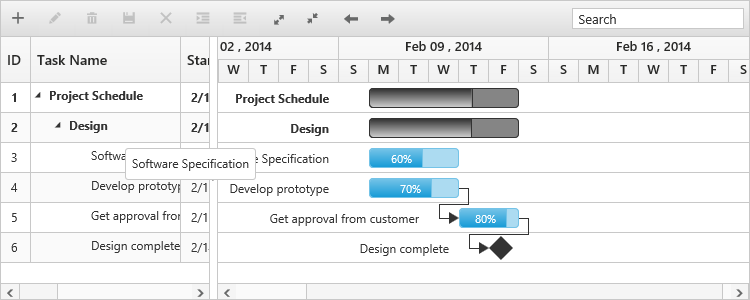 Search
02 , 2014 Feb 09 , 2014 Feb 16 , 2014
ID Task Name Star
W T F S S M T W T F S S M T W T F S
1 Project Schedule 2/1 Project Schedule
2 Design 2/1 Design
3 Softw Specification 60%
Software Specification
4 Develop prototyp 2/1 Develop prototype 70%
5 Get approval fror 2/1 Get approval from customer 80%
6 Design complete 2/1 Design complete